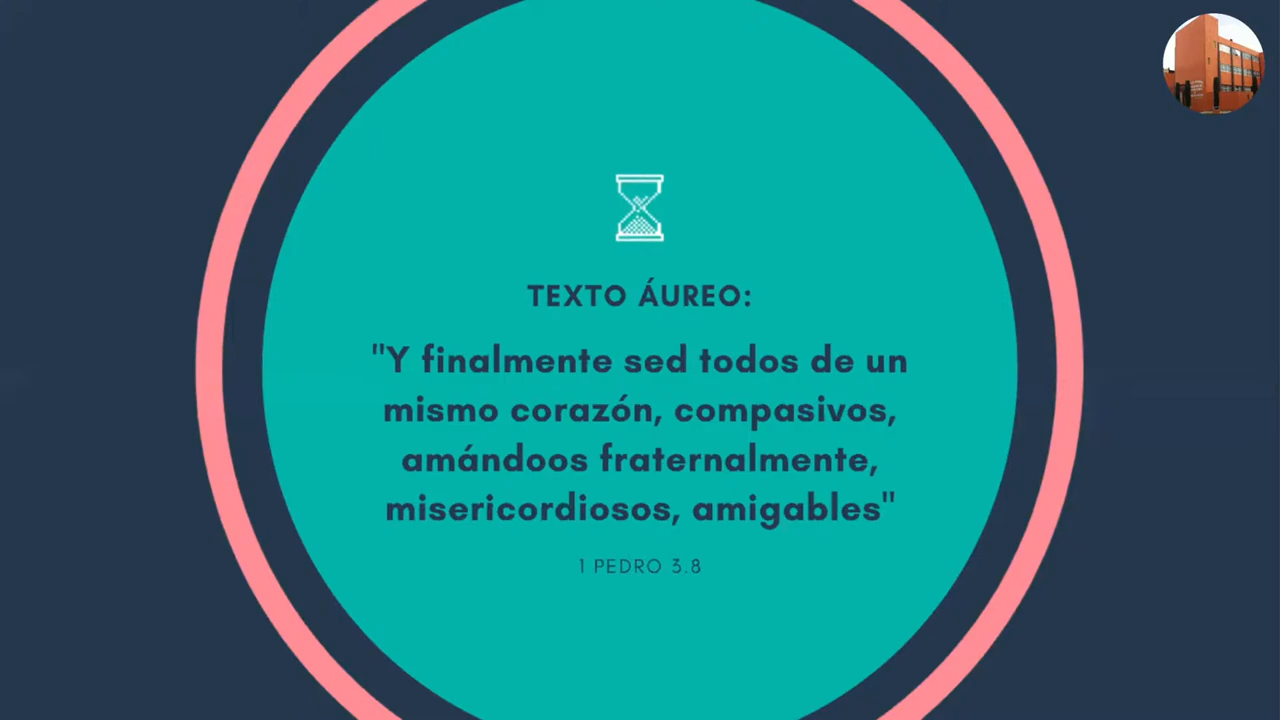 TEXTO ÁUREO:
"Y finalmente sed todos de un
mismo corazón, compasivos,
amándoos fraternalmente,
misericordiosos, amigables"
1 PEDRO 3.8